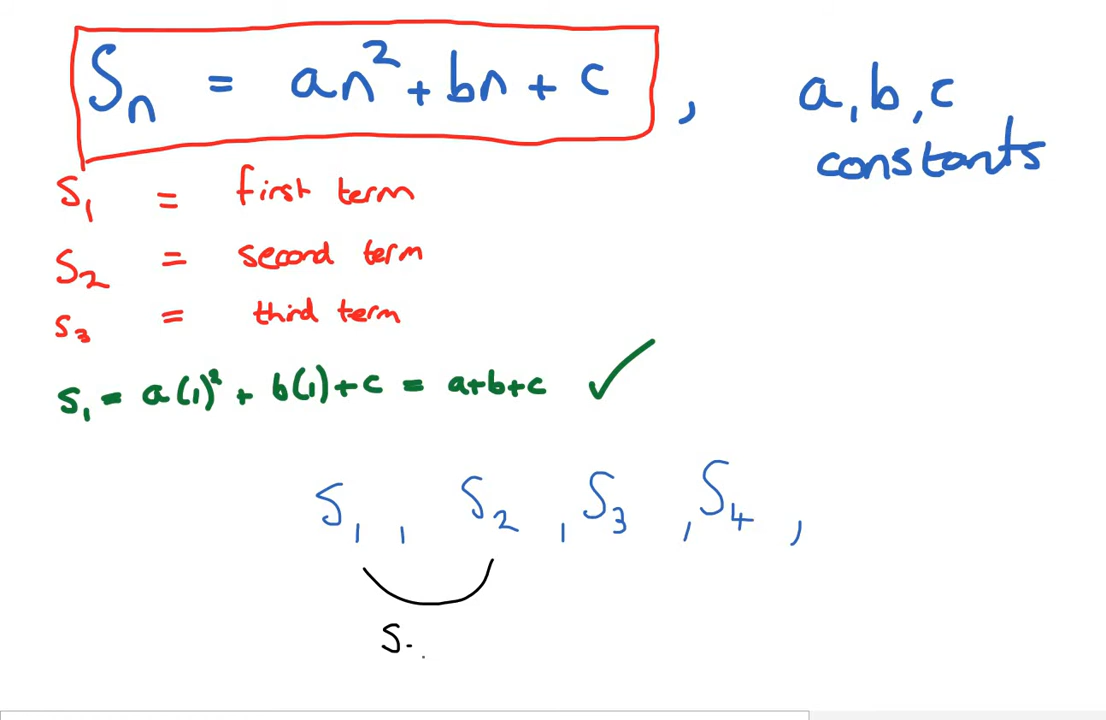 Sn = an² + bn + c , a, b, c
constants
S₁ = first term
S₂ = second term
S₃ = third term
S₁ = a(1)² + b(1) + c = a+b+c ✓
S₁ , S₂ , S₃ , S₄ ,
S